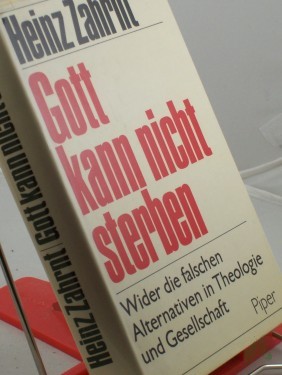 Heinz Zahrnt
Gott
kann nicht
sterben
Wider die falschen
Alternativen in Theologie
und Gesellschaft
Piper
Heinz Zahrnt Gott kann nicht